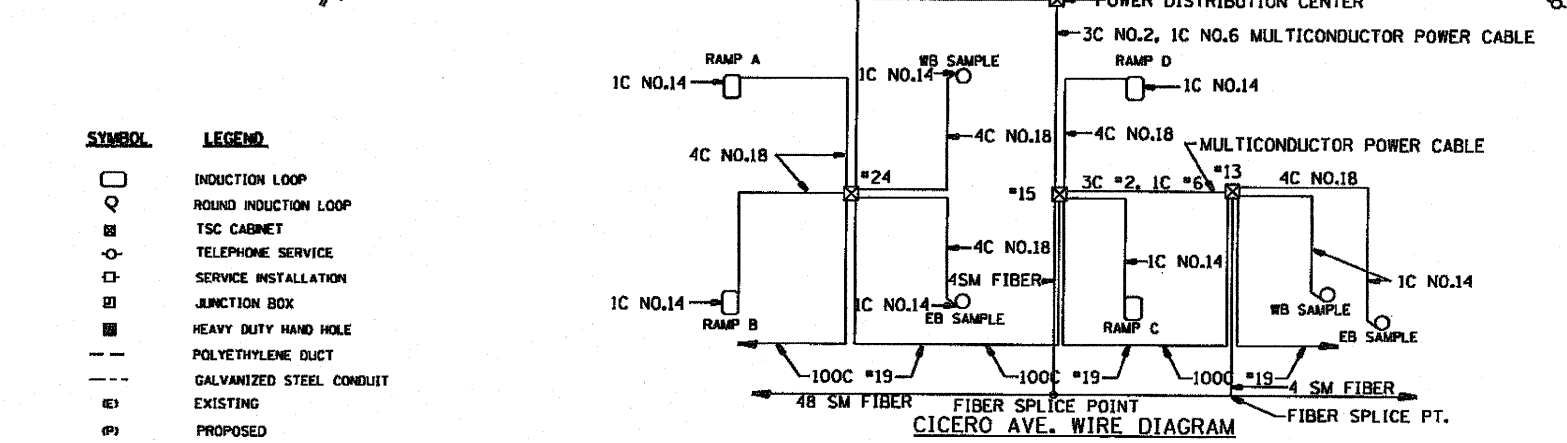 POWER DISTRIBUTION CENTER
3C NO.2, 1C NO.6 MULTICONDUCTOR POWER CABLE
RAMP A
WB SAMPLE
RAMP D
1C NO.14
1C NO.14
1C NO.14
4C NO.18
4C NO.18
MULTICONDUCTOR POWER CABLE
4C NO.18
#24
#15
3C #2, 1C #6
#13
4C NO.18
4C NO.18
4SM FIBER
1C NO.14
1C NO.14
1C NO.14
1C NO.14
RAMP B
EB SAMPLE
RAMP C
WB SAMPLE
EB SAMPLE
100C #19
100C #19
100C #19
4 SM FIBER
48 SM FIBER
FIBER SPLICE POINT
FIBER SPLICE PT.
CICERO AVE. WIRE DIAGRAM
SYMBOL LEGEND
INDUCTION LOOP
ROUND INDUCTION LOOP
TSC CABINET
TELEPHONE SERVICE
SERVICE INSTALLATION
JUNCTION BOX
HEAVY DUTY HAND HOLE
POLYETHYLENE DUCT
GALVANIZED STEEL CONDUIT
(E) EXISTING
(P) PROPOSED